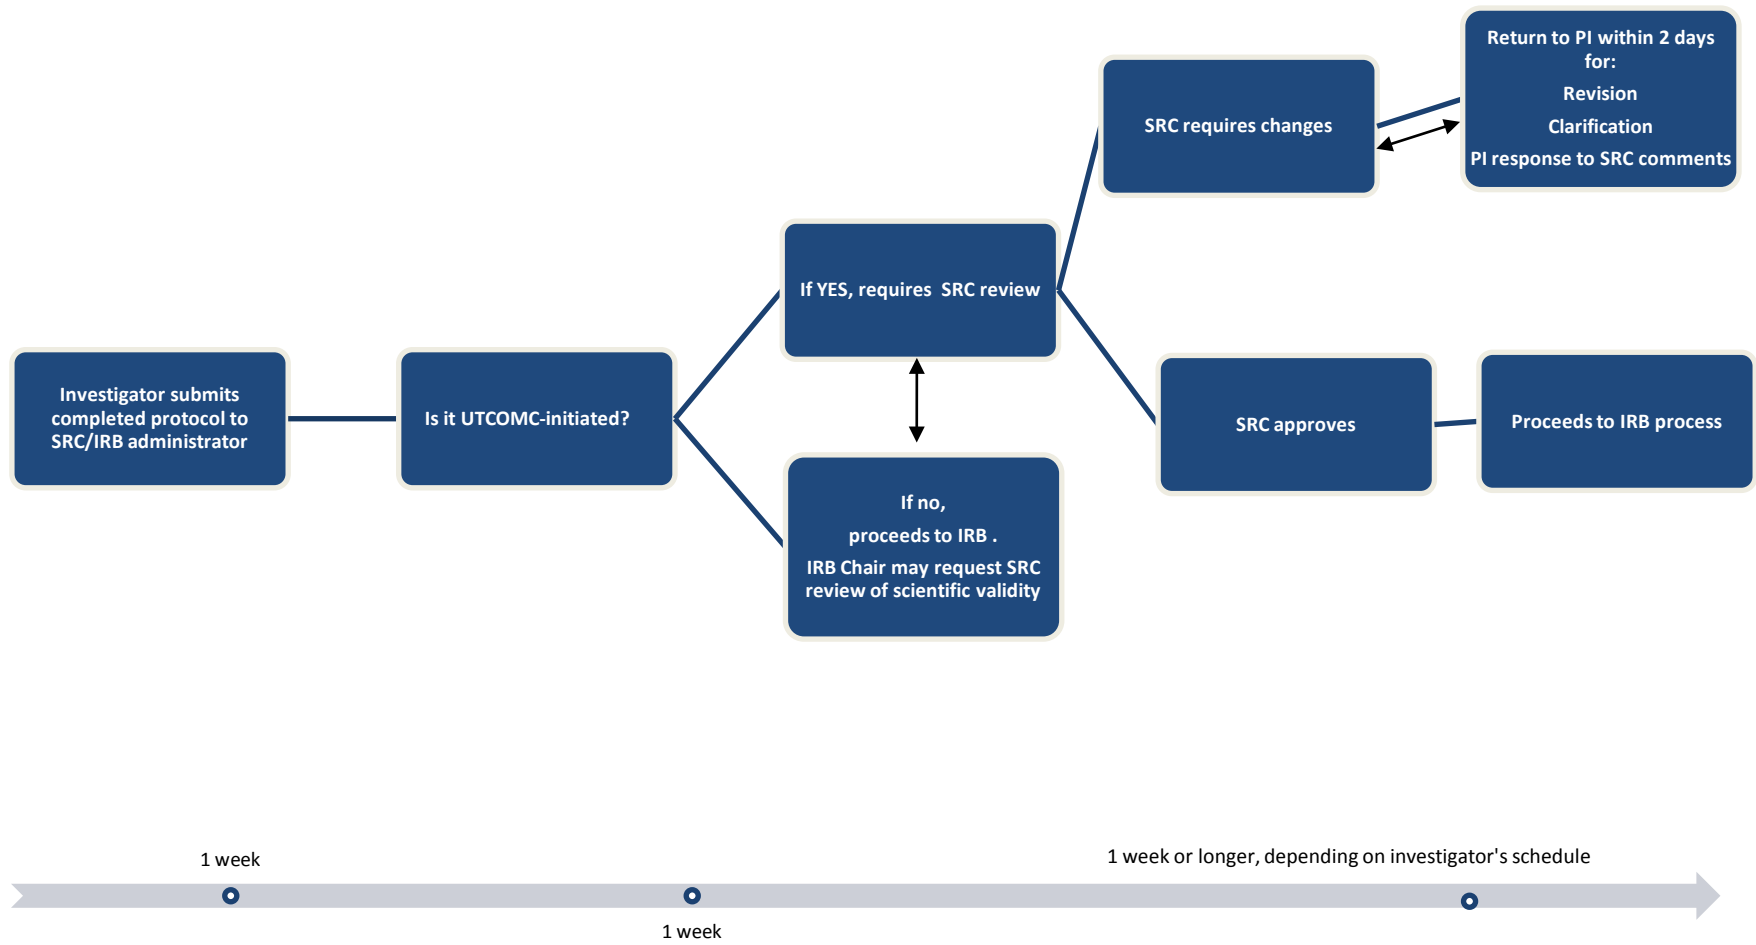 Investigator submits
completed protocol to
SRC/IRB administrator
Is it UTCOMC-initiated?
If YES, requires SRC review
If no,
proceeds to IRB .
IRB Chair may request SRC
review of scientific validity
SRC requires changes
Return to PI within 2 days
for:
Revision
Clarification
PI response to SRC comments
SRC approves
Proceeds to IRB process
1 week
1 week
1 week or longer, depending on investigator's schedule